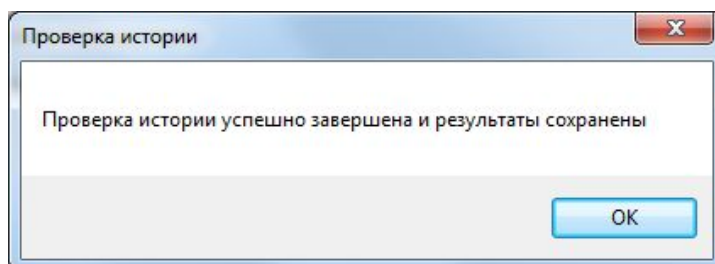 Проверка истории
Проверка истории успешно завершена и результаты сохранены
OK